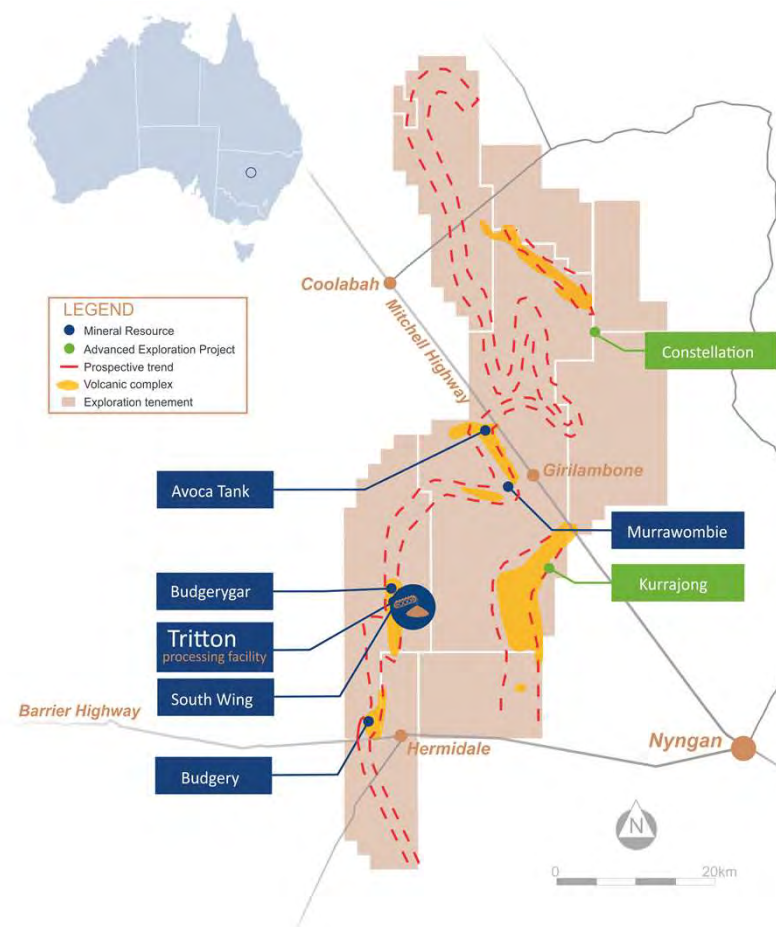 Coolabah
Mitchell Highway
LEGEND
Mineral Resource
Advanced Exploration Project
Prospective trend
Volcanic complex
Exploration tenement
Constellation
Avoca Tank
Girilambone
Murrawombie
Kurrajong
Budgerygar
Tritton
processing facility
South Wing
Barrier Highway
Hermidale
Nyngan
Budgery
N
0
20km